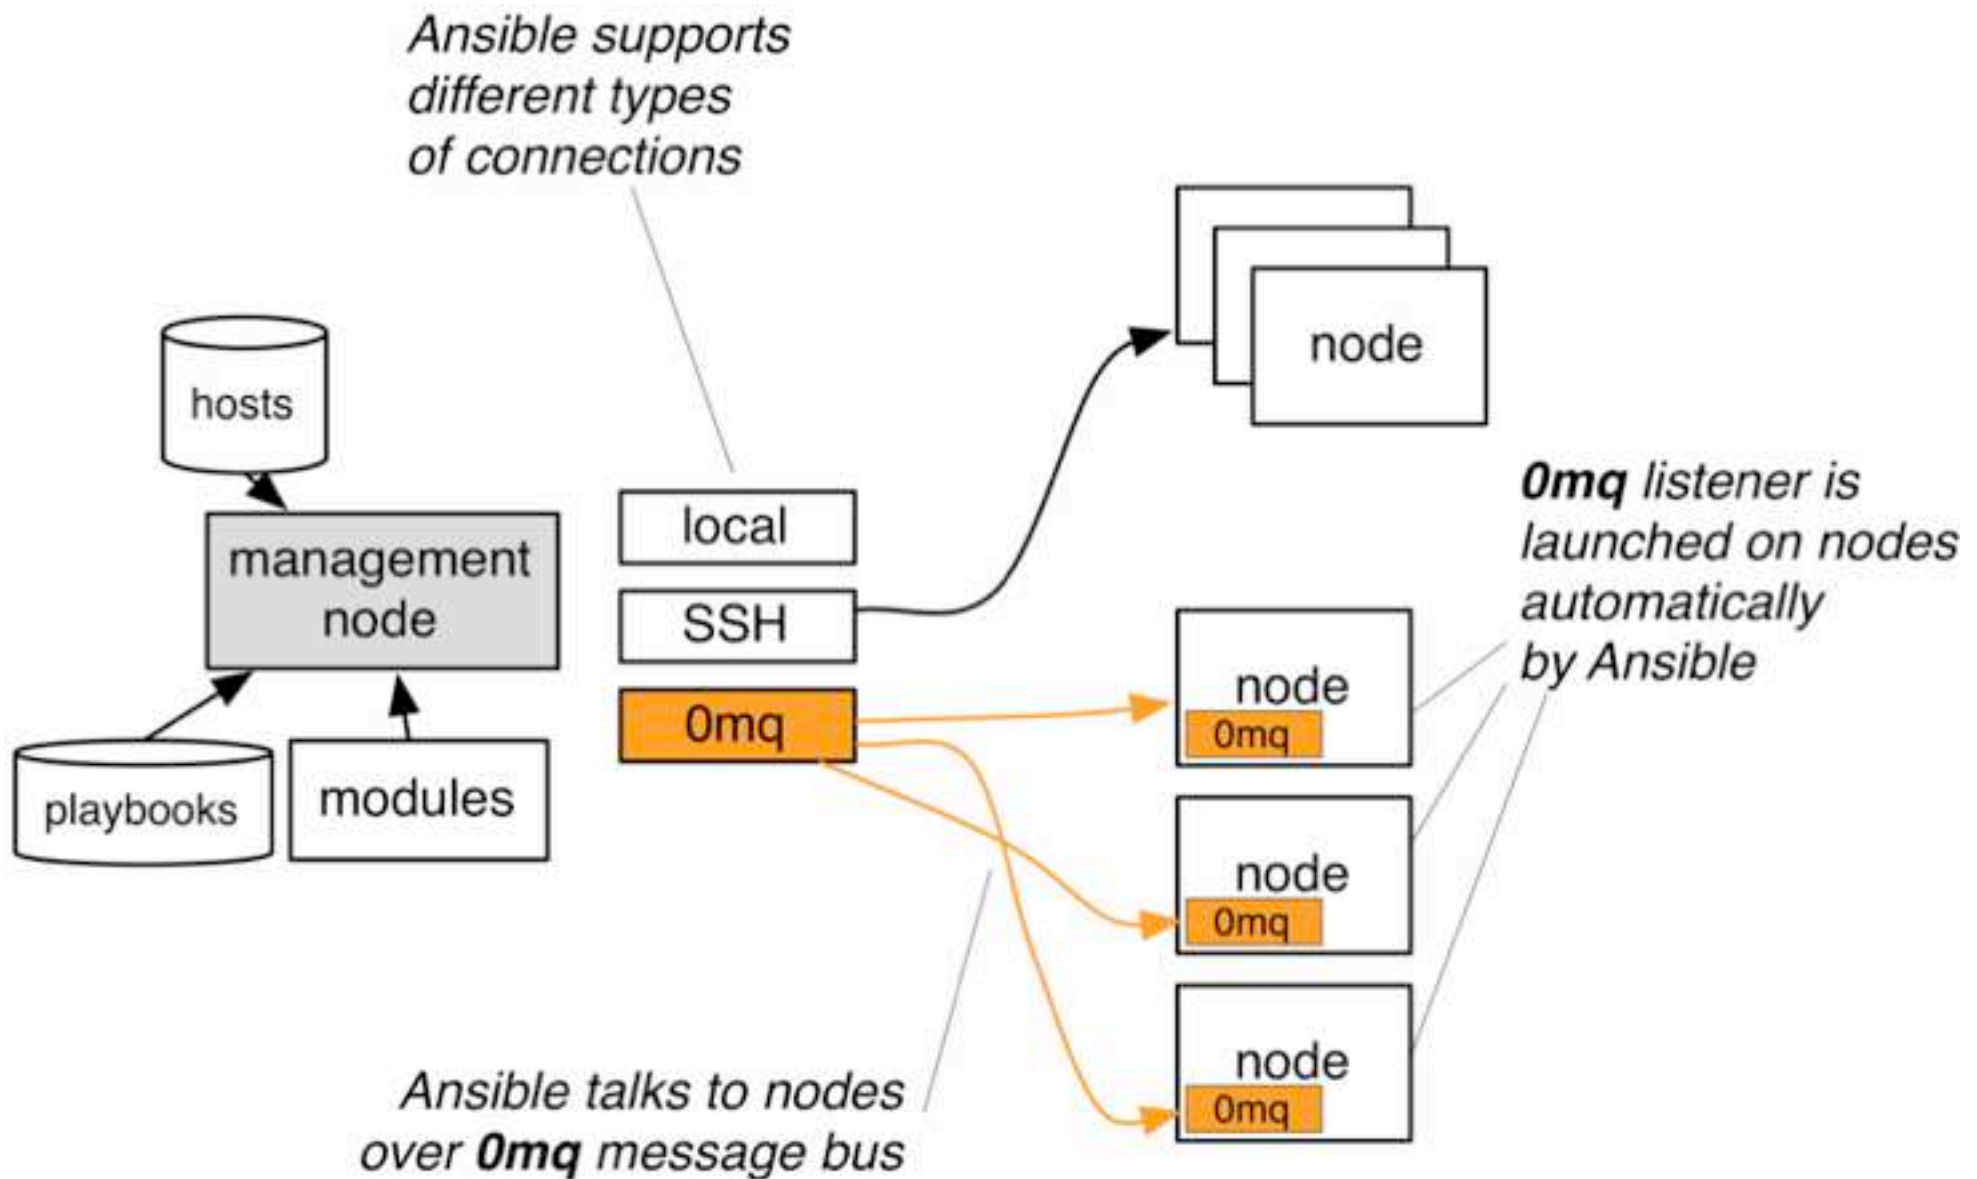 Ansible supports
different types
of connections
hosts
management
node
playbooks
modules
local
SSH
0mq
node
0mq listener is
launched on nodes
automatically
by Ansible
node
0mq
node
0mq
node
0mq
Ansible talks to nodes
over 0mq message bus